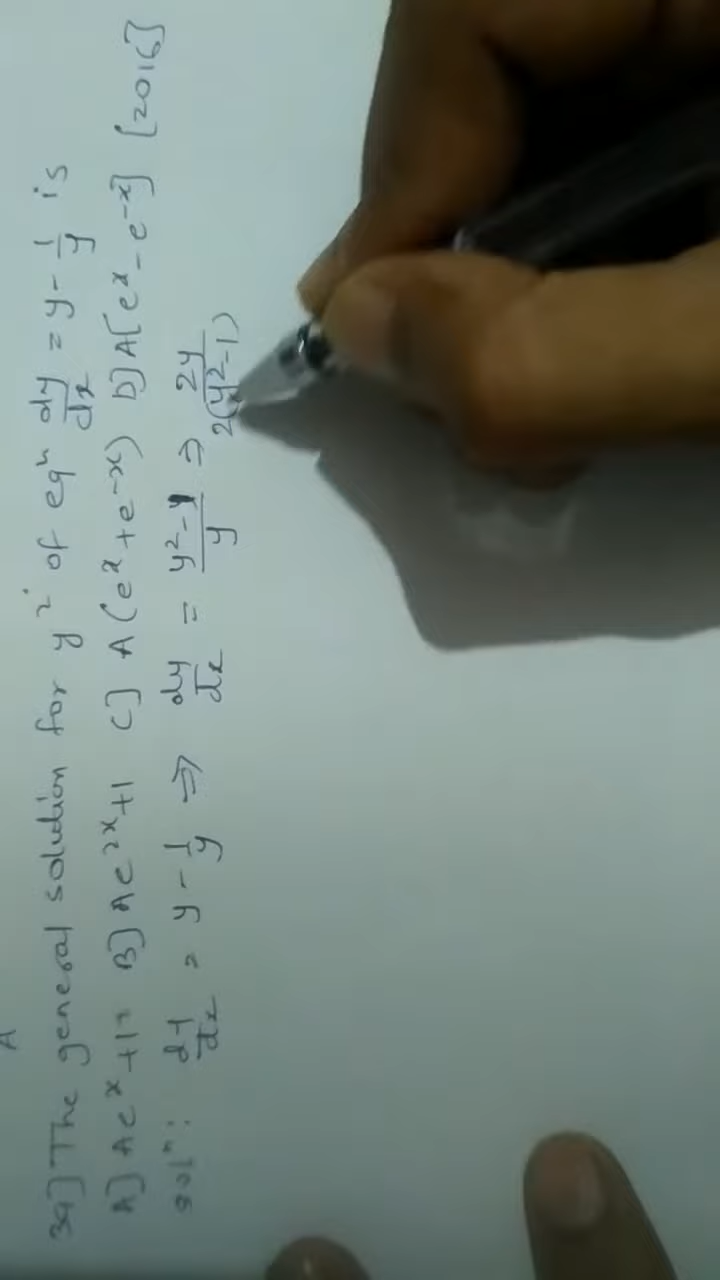 A
39] The general solution for y² of eqⁿ dy/dx = y - 1/y is
A] Ae^x +1 B] Ae^2x +1 C] A(e^x + e^-x) D] A[e^x - e^-x] [2016]
solⁿ: dy/dx = y - 1/y ⇒ dy/dx = y²-1/y ⇒ 2y/2(y²-1)